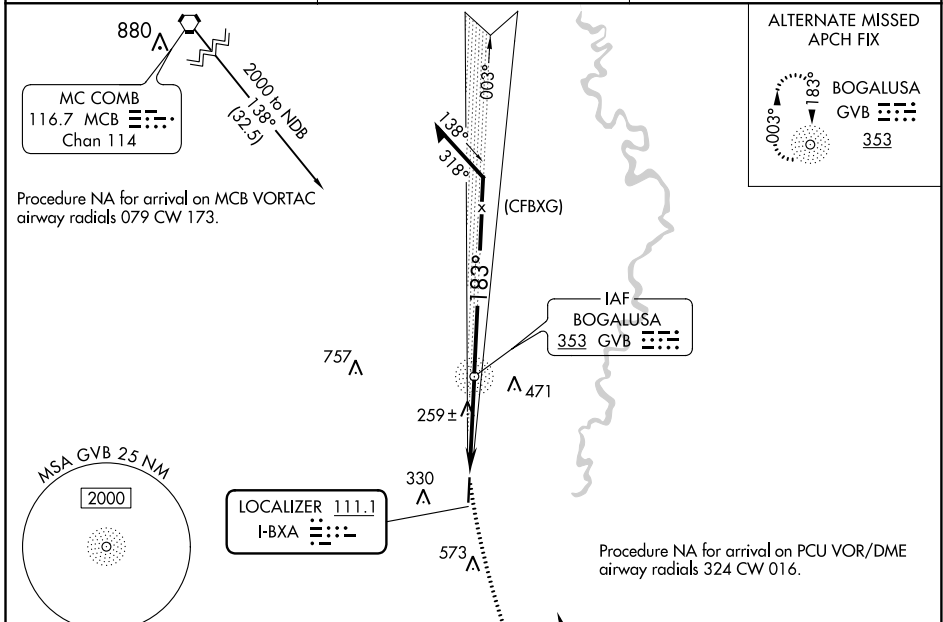 880
MC COMB
116.7 MCB
Chan 114
2000 to NDB
138°
(32.5)
Procedure NA for arrival on MCB VORTAC
airway radials 079 CW 173.
003°
138°
318°
x
(CFBXG)
183°
ALTERNATE MISSED
APCH FIX
003°
183°
BOGALUSA
GVB
353
IAF
BOGALUSA
353 GVB
757
471
259 ±
MSA GVB 25 NM
2000
330
LOCALIZER 111.1
I-BXA
573
Procedure NA for arrival on PCU VOR/DME
airway radials 324 CW 016.